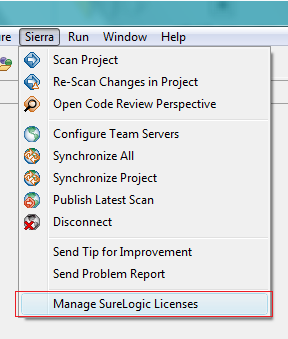 re Sierra Run Window Help
Scan Project
Re-Scan Changes in Project
Open Code Review Perspective
Configure Team Servers
Synchronize All
Synchronize Project
Publish Latest Scan
Disconnect
Send Tip for Improvement
Send Problem Report
Manage SureLogic Licenses